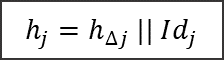 h_j = h_{Δj} || Id_j